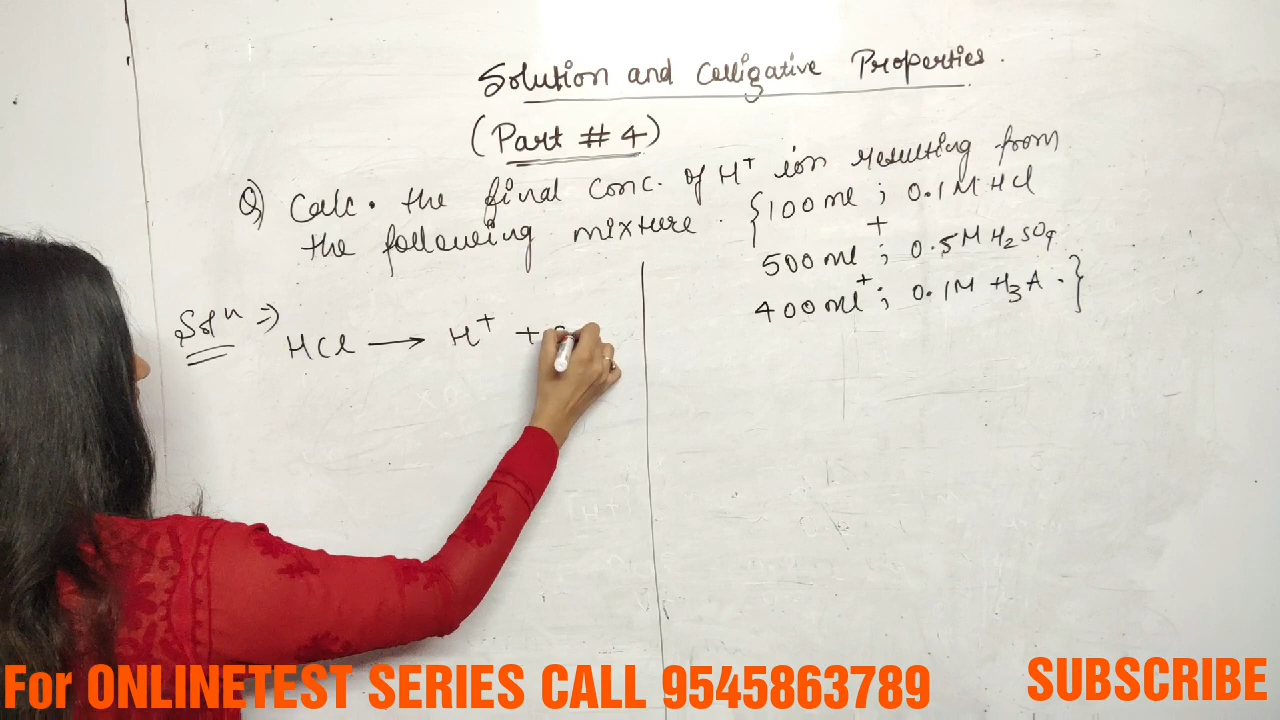 Solution and Colligative Properties.
(Part # 4)
Q) Calc. the final conc. of H⁺ ion resulting from
the following mixture. {100 ml ; 0.1 M HCl
+
500 ml ; 0.5 M H₂SO₄
+
400 ml ; 0.1 M H₃A.}
Solⁿ ⇒)
HCl → H⁺ +
For ONLINETEST SERIES CALL 9545863789
SUBSCRIBE